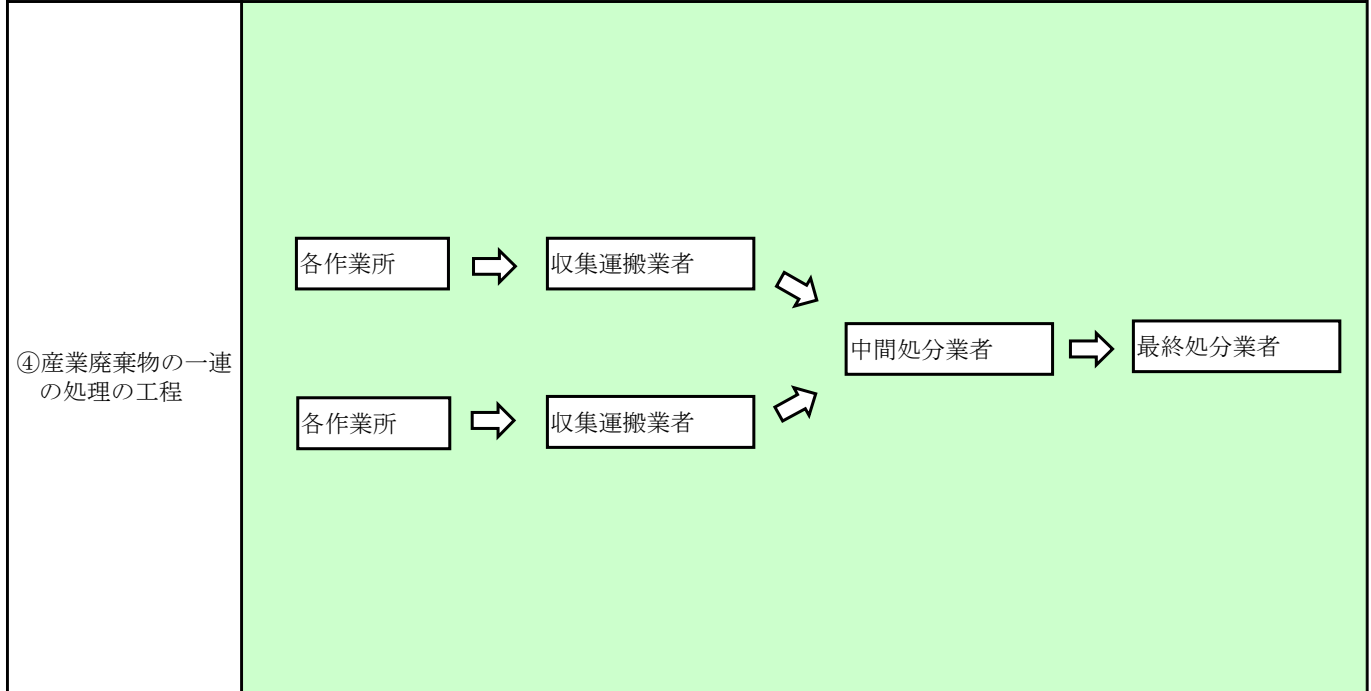 ④産業廃棄物の一連
の処理の工程
各作業所
収集運搬業者
各作業所
収集運搬業者
中間処分業者
最終処分業者